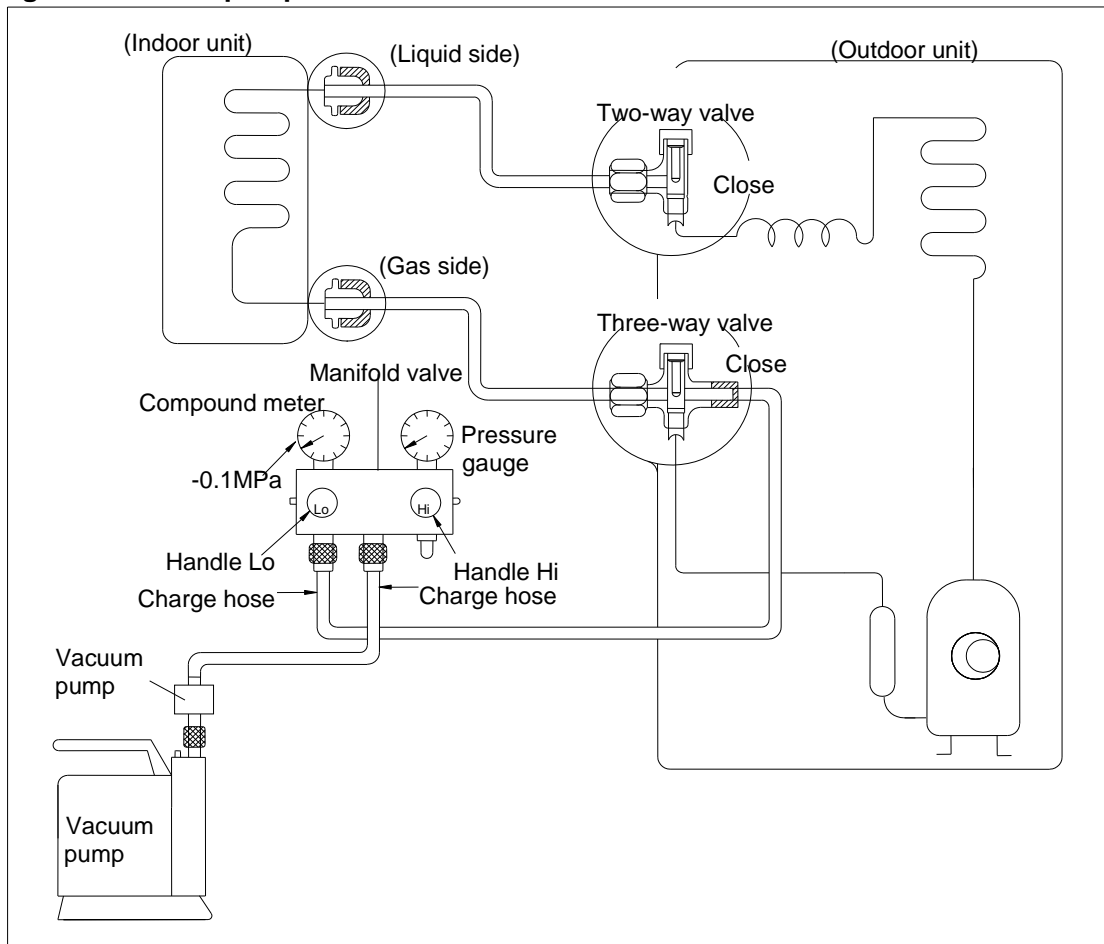 (Indoor unit)
(Liquid side)
(Outdoor unit)
Two-way valve
Close
(Gas side)
Three-way valve
Close
Manifold valve
Compound meter
Pressure
gauge
-0.1MPa
Lo
Hi
Handle Lo
Handle Hi
Charge hose
Charge hose
Vacuum
pump
Vacuum
pump